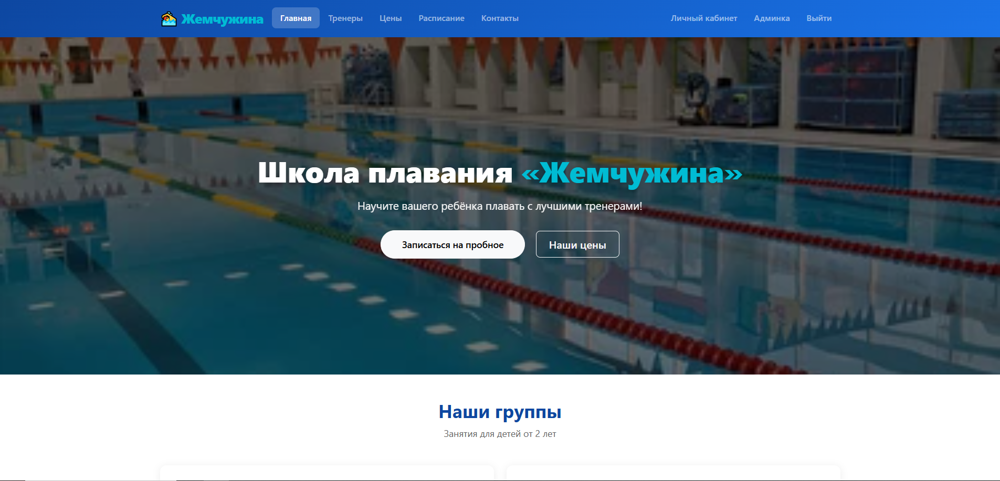 Жемчужина Главная Тренеры Цены Расписание Контакты Личный кабинет Админка Выйти
Школа плавания «Жемчужина»
Научите вашего ребёнка плавать с лучшими тренерами!
Записаться на пробное Наши цены
Наши группы
Занятия для детей от 2 лет